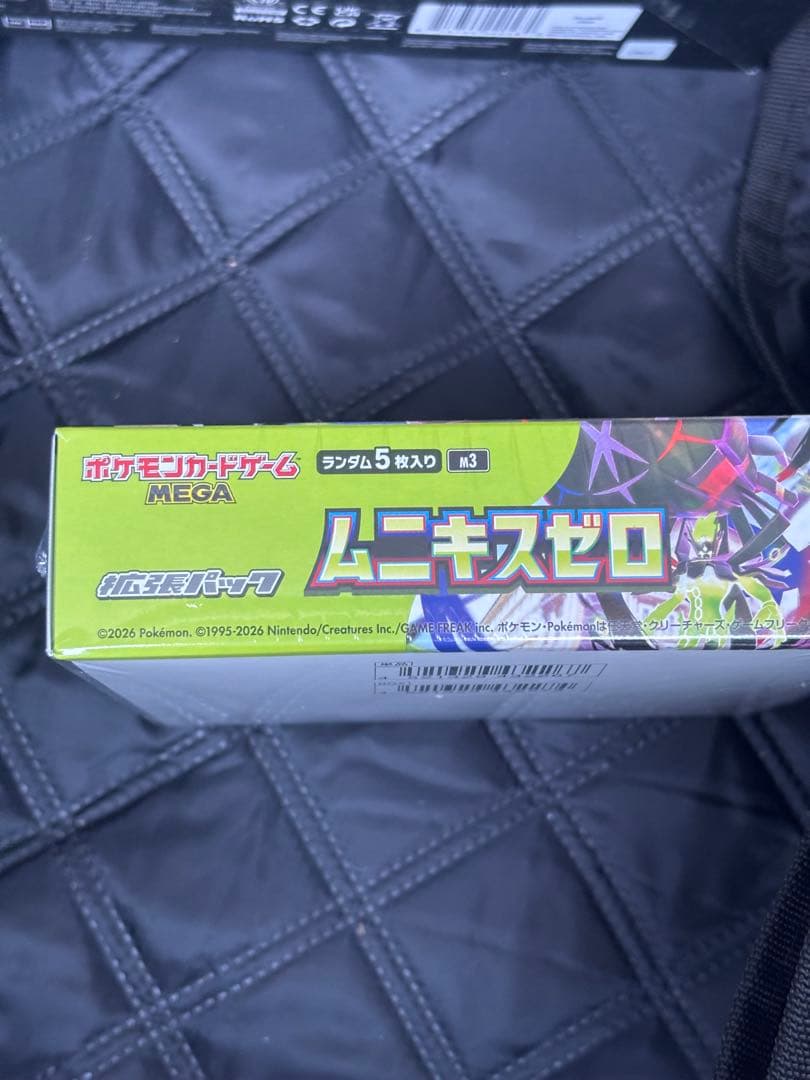 ポケモンカードゲーム
MEGA
ランダム5枚入り
M3
ムニキスゼロ
拡張パック
©2026 Pokémon. ©1995-2026 Nintendo/Creatures Inc./GAME FREAK inc. ポケモン・Pokémonは任天堂・クリーチャーズ・ゲームフリーク